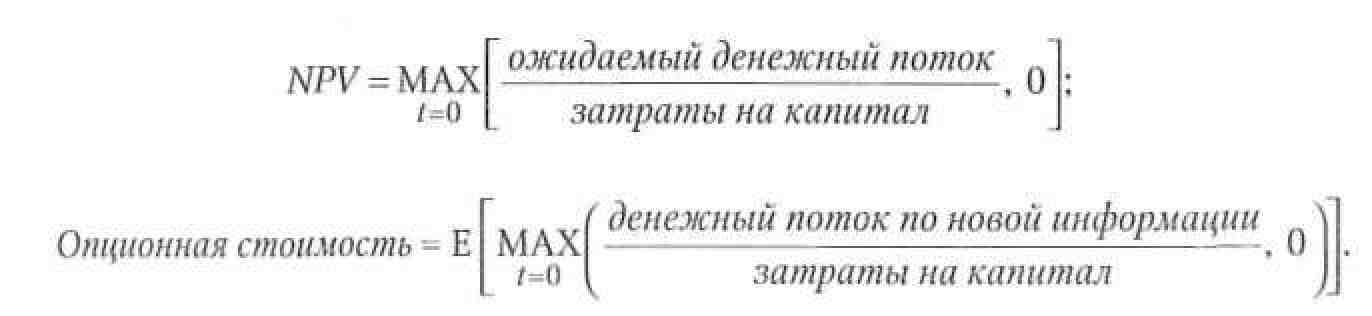 NPV = MAX t=0 [ ожидаемый денежный поток / затраты на капитал , 0 ];
Опционная стоимость = E [ MAX t=0 ( денежный поток по новой информации / затраты на капитал , 0 ) ].